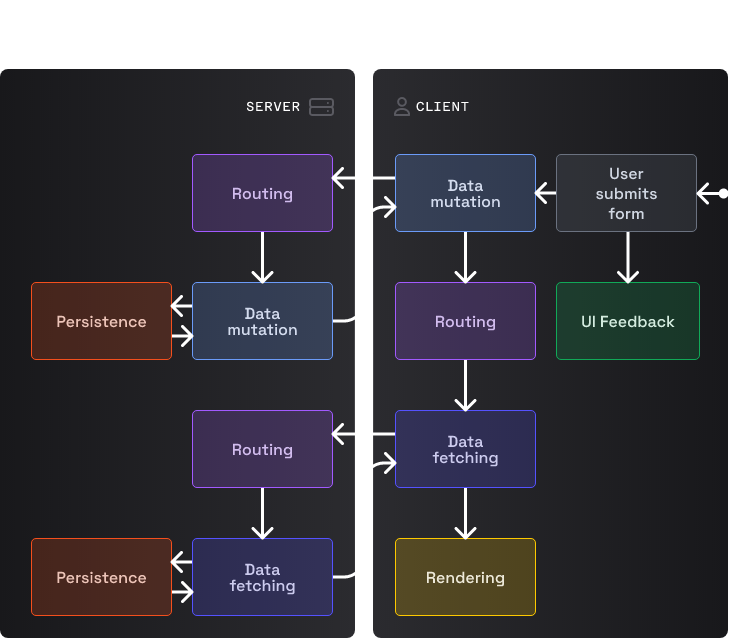 SERVER
CLIENT
Routing
Data
mutation
User
submits
form
Persistence
Data
mutation
Routing
UI Feedback
Routing
Data
fetching
Persistence
Data
fetching
Rendering